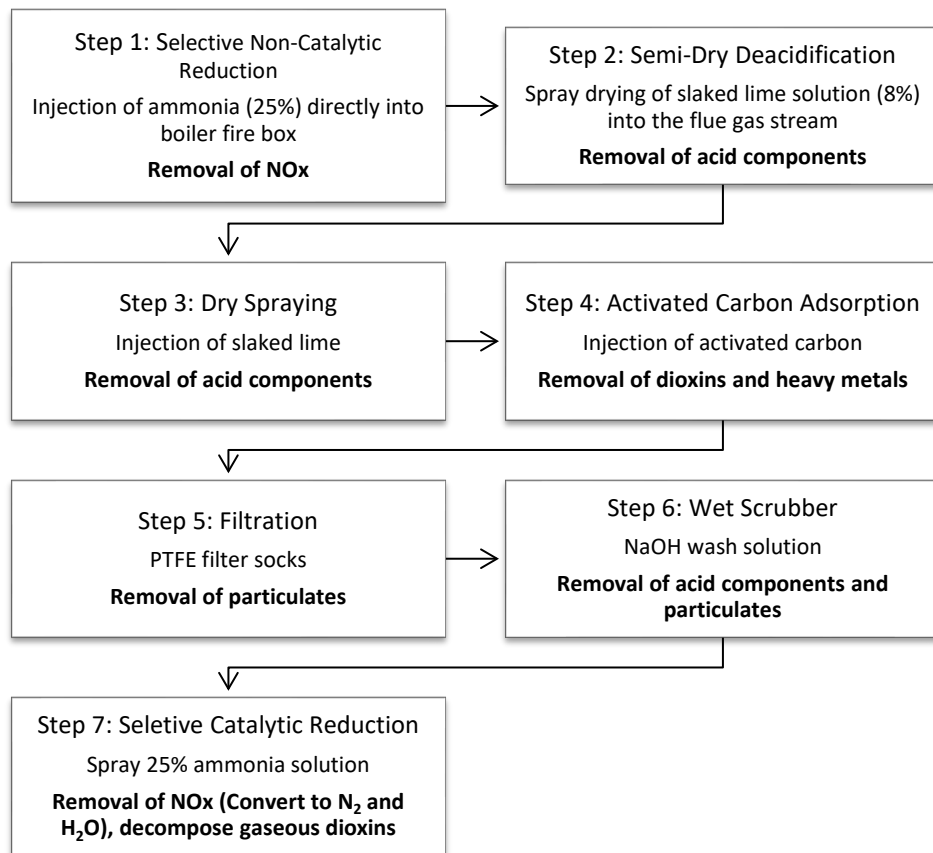 Step 1: Selective Non-Catalytic
Reduction
Injection of ammonia (25%) directly into
boiler fire box
Removal of NOx
Step 2: Semi-Dry Deacidification
Spray drying of slaked lime solution (8%)
into the flue gas stream
Removal of acid components
Step 3: Dry Spraying
Injection of slaked lime
Removal of acid components
Step 4: Activated Carbon Adsorption
Injection of activated carbon
Removal of dioxins and heavy metals
Step 5: Filtration
PTFE filter socks
Removal of particulates
Step 6: Wet Scrubber
NaOH wash solution
Removal of acid components and
particulates
Step 7: Seletive Catalytic Reduction
Spray 25% ammonia solution
Removal of NOx (Convert to N₂ and
H₂O), decompose gaseous dioxins